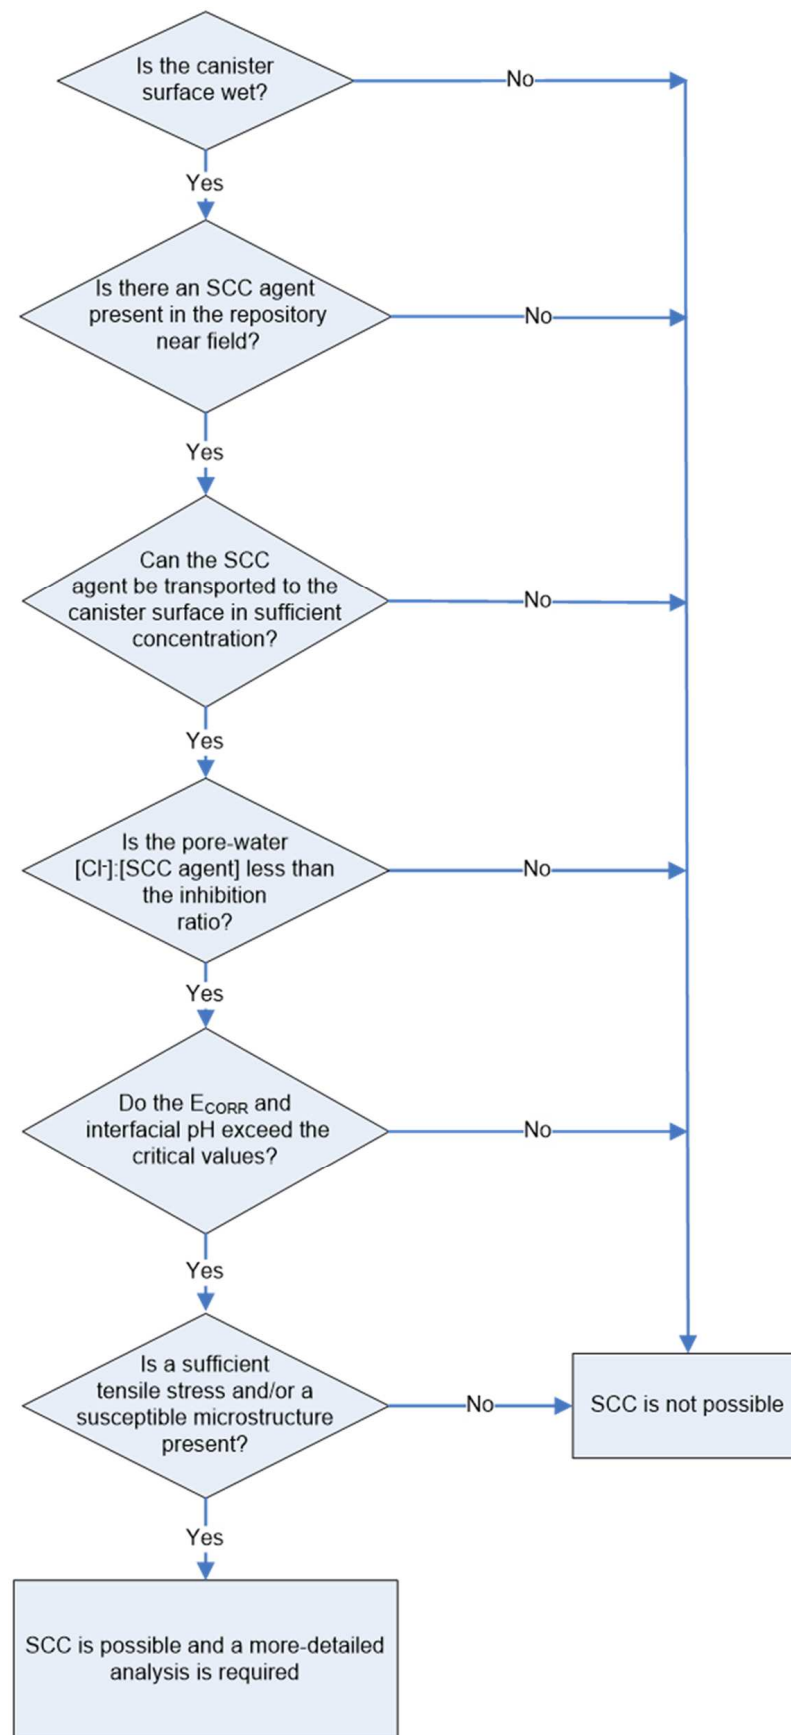 Is the canister
surface wet?
No
Yes
Is there an SCC agent
present in the repository
near field?
No
Yes
Can the SCC
agent be transported to the
canister surface in sufficient
concentration?
No
Yes
Is the pore-water
[Cl-]:[SCC agent] less than
the inhibition
ratio?
No
Yes
Do the ECORR and
interfacial pH exceed the
critical values?
No
Yes
Is a sufficient
tensile stress and/or a
susceptible microstructure
present?
No
SCC is not possible
Yes
SCC is possible and a more-detailed
analysis is required